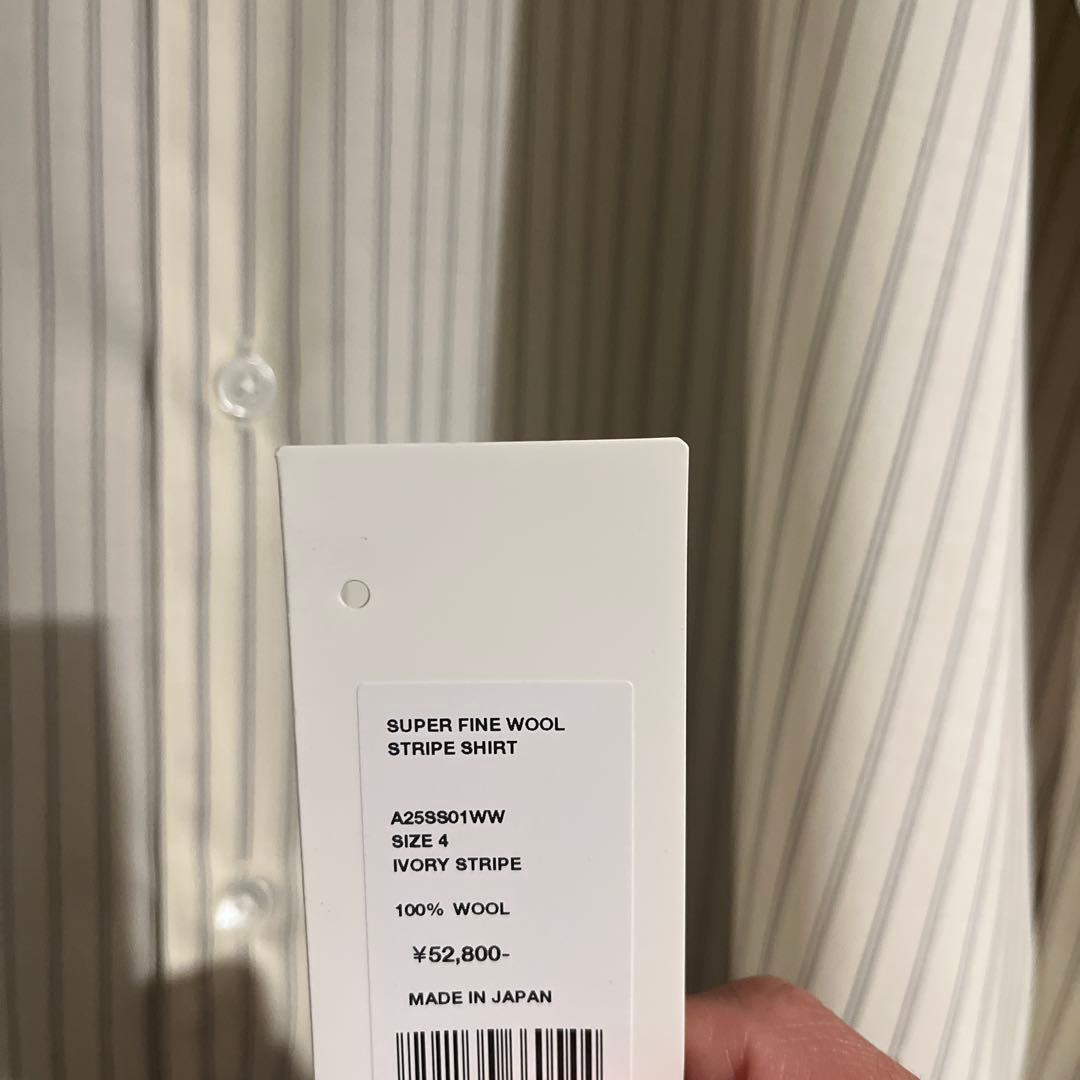 SUPER FINE WOOL
STRIPE SHIRT
A25SS01WW
SIZE 4
IVORY STRIPE
100% WOOL
¥52,800-
MADE IN JAPAN